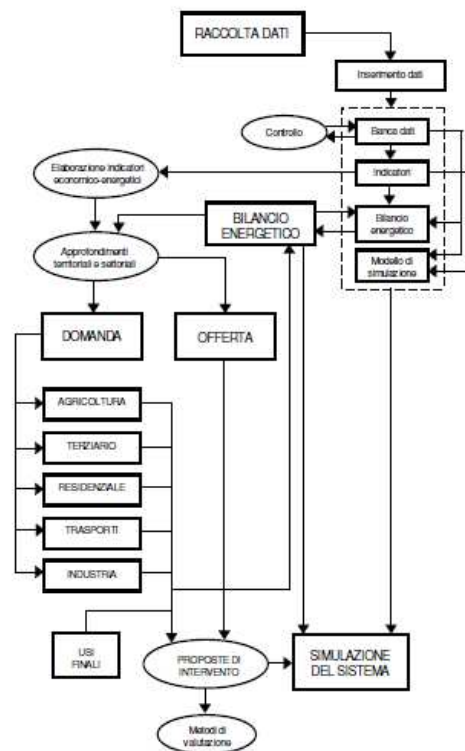 RACCOLTA DATI
Inserimento dati
Controllo
Banca dati
Elaborazione indicatori
economico-energetici
Indicatori
BILANCIO
ENERGETICO
Bilancio
energetico
Approfondimenti
territoriali e settoriali
Modello di
simulazione
DOMANDA
OFFERTA
AGRICOLTURA
TERZIARIO
RESIDENZIALE
TRASPORTI
INDUSTRIA
USI
FINALI
PROPOSTE DI
INTERVENTO
SIMULAZIONE
DEL SISTEMA
Metodi di
valutazione